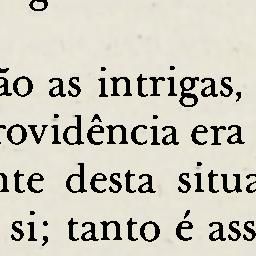 ão as intrigas,
rovidência era
nte desta situa
si; tanto é ass